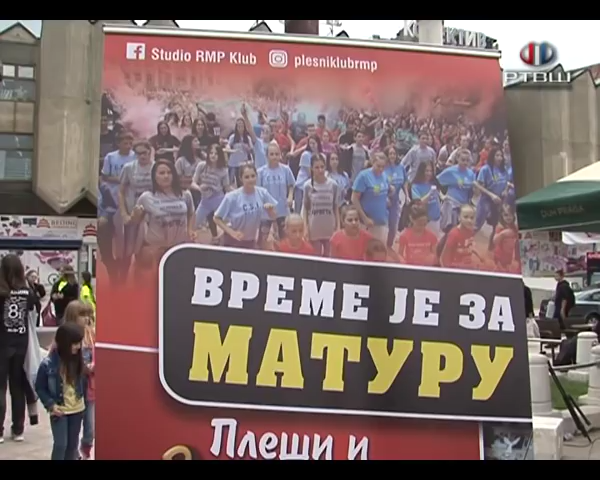 Studio RMP Klub plesniklubrmp
РТВШ
ВРЕМЕ ЈЕ ЗА
МАТУРУ
Плеши и